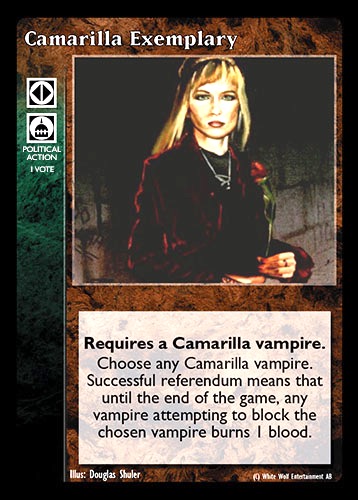 Camarilla Exemplary
POLITICAL
ACTION
1 VOTE
Requires a Camarilla vampire.
Choose any Camarilla vampire.
Successful referendum means that
until the end of the game, any
vampire attempting to block the
chosen vampire burns 1 blood.
Illus: Douglas Shuler
(C) White Wolf Entertainment AB